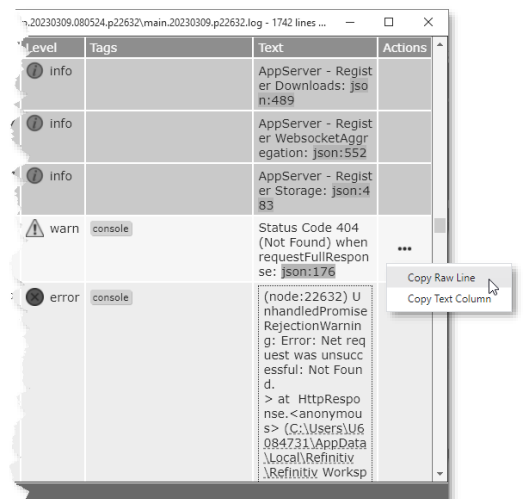 .20230309.080524.p22632\main.20230309.p22632.log - 1742 lines ...
Level Tags Text Actions
info
AppServer - Regist
er Downloads: jso
n:489
info
AppServer - Regist
er WebsocketAggr
egation: json:552
info
AppServer - Regist
er Storage: json:4
83
warn console
Status Code 404
(Not Found) when
requestFullRespon
se: json:176
Copy Raw Line
Copy Text Column
error console
(node:22632) U
nhandledPromise
RejectionWarnin
g: Error: Net req
uest was unsucc
essful: Not Foun
d.
> at HttpRespo
nse.<anonymou
s> (C:\Users\U6
084731\AppData
\Local\Refinitiv
\Refinitiv Worksp